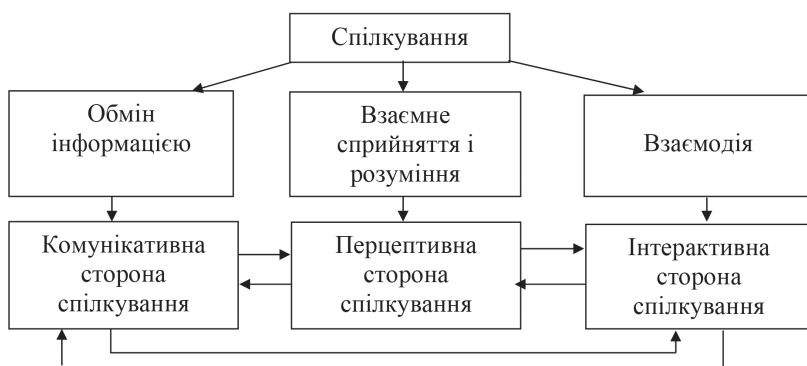 Спілкування
Обмін
інформацією
Взаємне
сприйняття і
розуміння
Взаємодія
Комунікативна
сторона
спілкування
Перцептивна
сторона
спілкування
Інтерактивна
сторона
спілкування